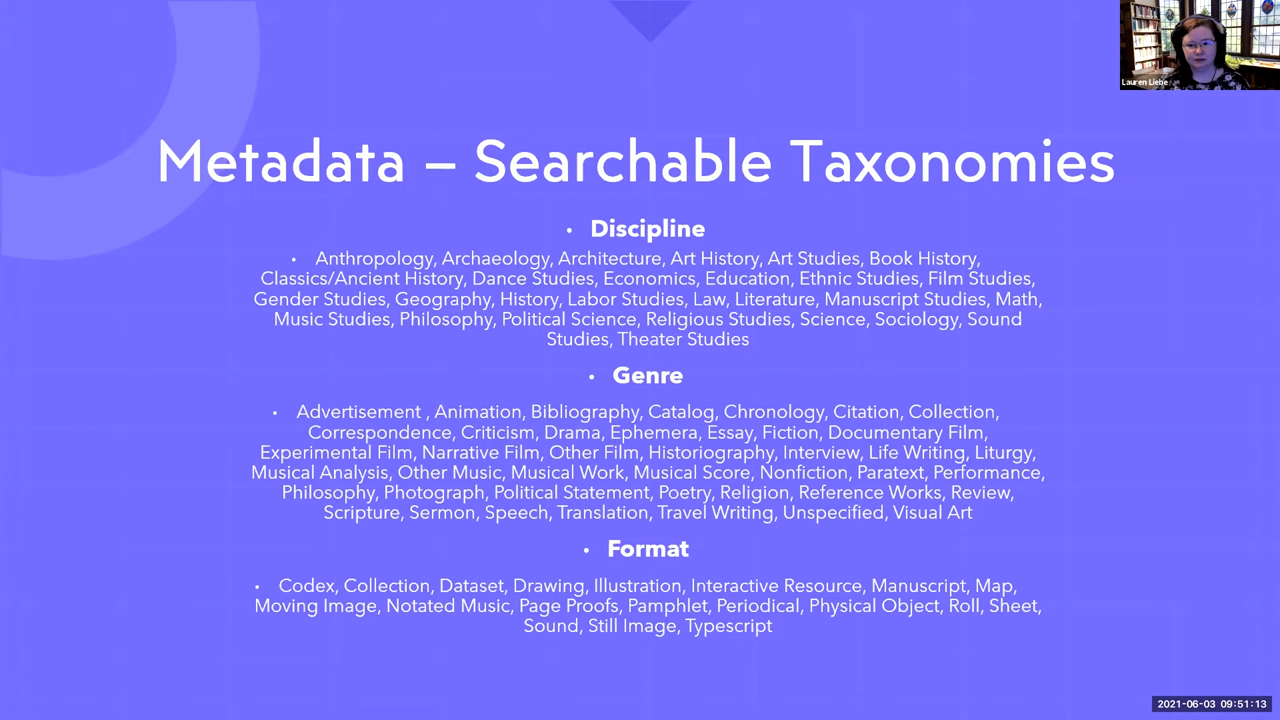 Lauren Liebe
Metadata – Searchable Taxonomies
• Discipline
• Anthropology, Archaeology, Architecture, Art History, Art Studies, Book History,
Classics/Ancient History, Dance Studies, Economics, Education, Ethnic Studies, Film Studies,
Gender Studies, Geography, History, Labor Studies, Law, Literature, Manuscript Studies, Math,
Music Studies, Philosophy, Political Science, Religious Studies, Science, Sociology, Sound
Studies, Theater Studies
• Genre
• Advertisement , Animation, Bibliography, Catalog, Chronology, Citation, Collection,
Correspondence, Criticism, Drama, Ephemera, Essay, Fiction, Documentary Film,
Experimental Film, Narrative Film, Other Film, Historiography, Interview, Life Writing, Liturgy,
Musical Analysis, Other Music, Musical Work, Musical Score, Nonfiction, Paratext, Performance,
Philosophy, Photograph, Political Statement, Poetry, Religion, Reference Works, Review,
Scripture, Sermon, Speech, Translation, Travel Writing, Unspecified, Visual Art
• Format
• Codex, Collection, Dataset, Drawing, Illustration, Interactive Resource, Manuscript, Map,
Moving Image, Notated Music, Page Proofs, Pamphlet, Periodical, Physical Object, Roll, Sheet,
Sound, Still Image, Typescript
2021-06-03 09:51:13